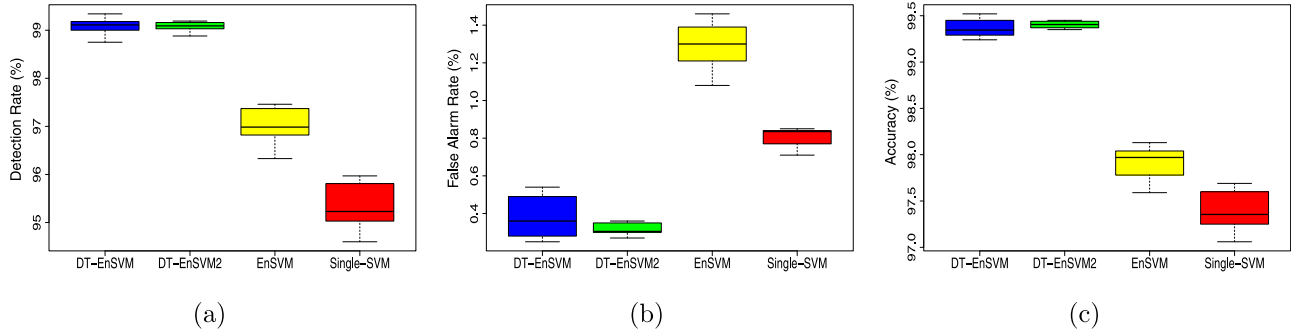 Detection Rate (%)
99
98
97
96
95
DT-EnSVM DT-EnSVM2 EnSVM Single-SVM
(a)
False Alarm Rate (%)
1.4
1.2
1.0
0.8
0.6
0.4
DT-EnSVM DT-EnSVM2 EnSVM Single-SVM
(b)
Accuracy (%)
99.5
99.0
98.5
98.0
97.5
97.0
DT-EnSVM DT-EnSVM2 EnSVM Single-SVM
(c)